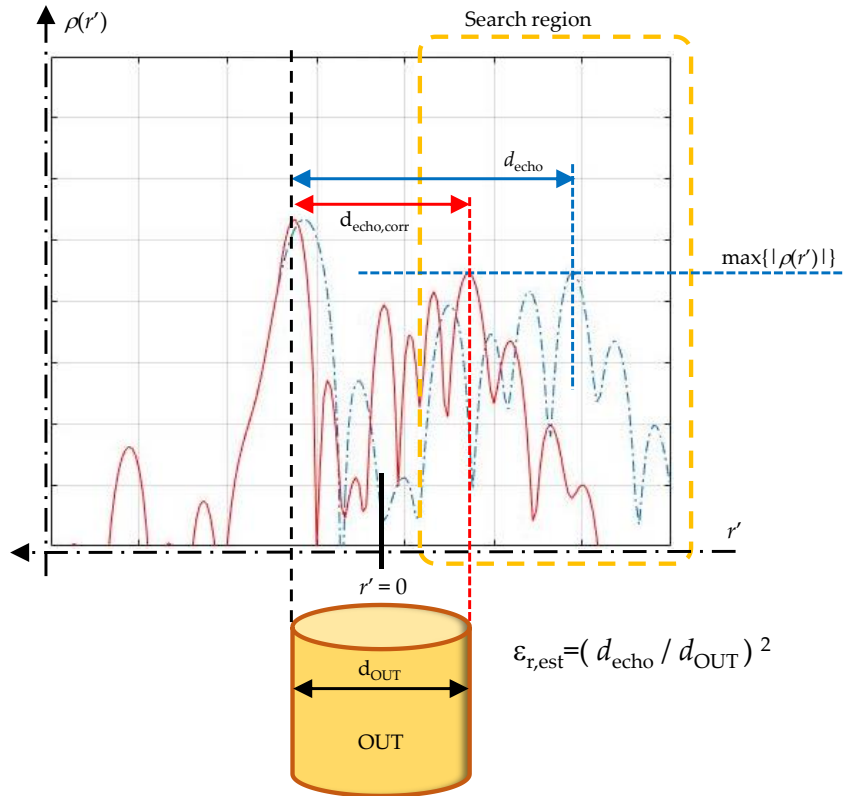 Search region
ρ(r′)
d_echo
d_echo,corr
max{|ρ(r′)|}
r′
r′ = 0
ε_r,est=( d_echo / d_OUT) ²
d_OUT
OUT